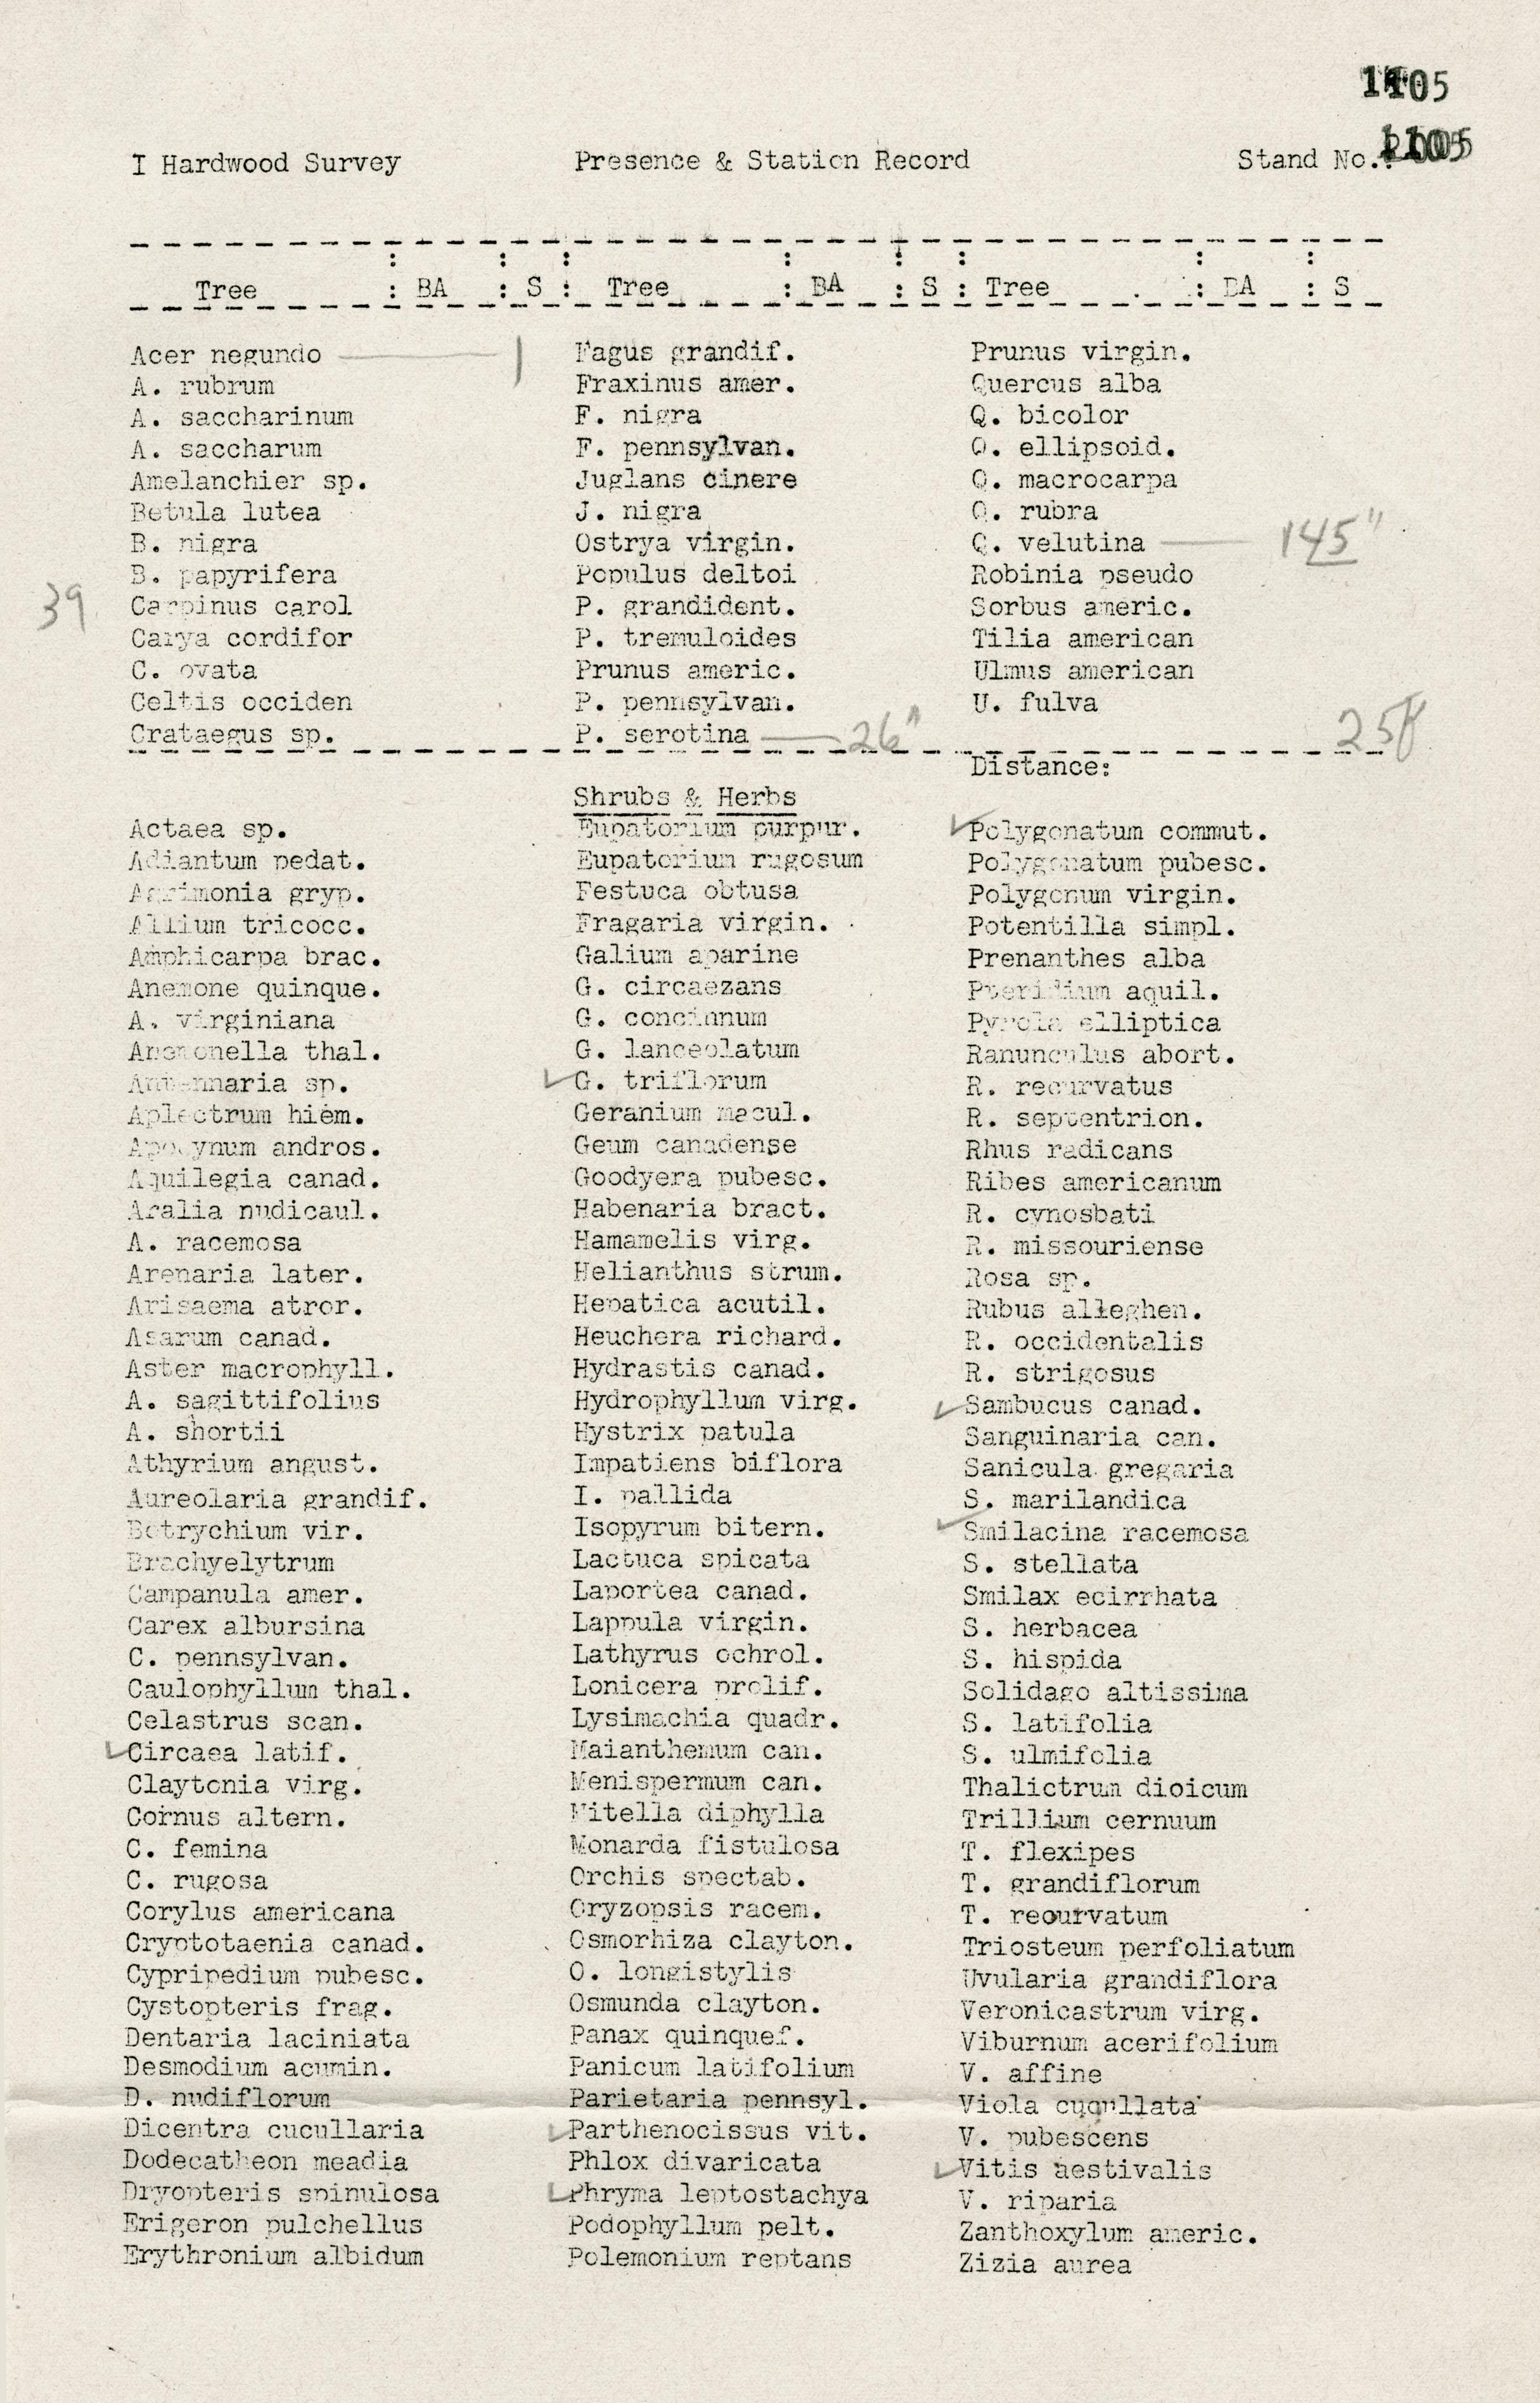 1105
I Hardwood Survey Presence & Station Record Stand No.: 1105
Tree : BA : S : Tree : BA : S : Tree : BA : S
Acer negundo 1
A. rubrum
A. saccharinum
A. saccharum
Amelanchier sp.
Betula lutea
B. nigra
B. papyrifera
39 Carpinus carol
Carya cordifor
C. ovata
Celtis occiden
Crataegus sp.
Fagus grandif.
Fraxinus amer.
F. nigra
F. pennsylvan.
Juglans cinere
J. nigra
Ostrya virgin.
Populus deltoi
P. grandident.
P. tremuloides
Prunus americ.
P. pennsylvan.
P. serotina 26"
Prunus virgin.
Quercus alba
Q. bicolor
Q. ellipsoid.
Q. macrocarpa
Q. rubra
Q. velutina 145"
Robinia pseudo
Sorbus americ.
Tilia american
Ulmus american
U. fulva
Distance:
Shrubs & Herbs
Actaea sp.
Adiantum pedat.
Agrimonia gryp.
Allium tricocc.
Amphicarpa brac.
Anemone quinque.
A. virginiana
Anemonella thal.
Antennaria sp.
Aplectrum hiem.
Apocynum andros.
Aquilegia canad.
Aralia nudicaul.
A. racemosa
Arenaria later.
Arisaema atror.
Asarum canad.
Aster macrophyll.
A. sagittifolius
A. shortii
Athyrium angust.
Aureolaria grandif.
Botrychium vir.
Brachyelytrum
Campanula amer.
Carex albursina
C. pennsylvan.
Caulophyllum thal.
Celastrus scan.
✓Circaea latif.
Claytonia virg.
Cornus altern.
C. femina
C. rugosa
Corylus americana
Cryptotaenia canad.
Cypripedium pubesc.
Cystopteris frag.
Dentaria laciniata
Desmodium acumin.
D. nudiflorum
Dicentra cucullaria
Dodecatheon meadia
Dryopteris spinulosa
Erigeron pulchellus
Erythronium albidum
Eupatorium purpur.
Eupatorium rugosum
Festuca obtusa
Fragaria virgin.
Galium aparine
G. circaezans
G. concinnum
G. lanceolatum
✓G. triflorum
Geranium macul.
Geum canadense
Goodyera pubesc.
Habenaria bract.
Hamamelis virg.
Helianthus strum.
Hepatica acutil.
Heuchera richard.
Hydrastis canad.
Hydrophyllum virg.
Hystrix patula
Impatiens biflora
I. pallida
Isopyrum bitern.
Lactuca spicata
Laportea canad.
Lappula virgin.
Lathyrus ochrol.
Lonicera prolif.
Lysimachia quadr.
Maianthemum can.
Menispermum can.
Mitella diphylla
Monarda fistulosa
Orchis spectab.
Oryzopsis racem.
Osmorhiza clayton.
O. longistylis
Osmunda clayton.
Panax quinquef.
Panicum latifolium
Parietaria pennsyl.
✓Parthenocissus vit.
Phlox divaricata
✓Phryma leptostachya
Podophyllum pelt.
Polemonium reptans
✓Polygonatum commut.
Polygonatum pubesc.
Polygonum virgin.
Potentilla simpl.
Prenanthes alba
Pteridium aquil.
Pyrola elliptica
Ranunculus abort.
R. recurvatus
R. septentrion.
Rhus radicans
Ribes americanum
R. cynosbati
R. missouriense
Rosa sp.
Rubus alleghen.
R. occidentalis
R. strigosus
✓Sambucus canad.
Sanguinaria can.
Sanicula gregaria
S. marilandica
✓Smilacina racemosa
S. stellata
Smilax ecirrhata
S. herbacea
S. hispida
Solidago altissima
S. latifolia
S. ulmifolia
Thalictrum dioicum
Trillium cernuum
T. flexipes
T. grandiflorum
T. recurvatum
Triosteum perfoliatum
Uvularia grandiflora
Veronicastrum virg.
Viburnum acerifolium
V. affine
Viola cucullata
V. pubescens
✓Vitis aestivalis
V. riparia
Zanthoxylum americ.
Zizia aurea